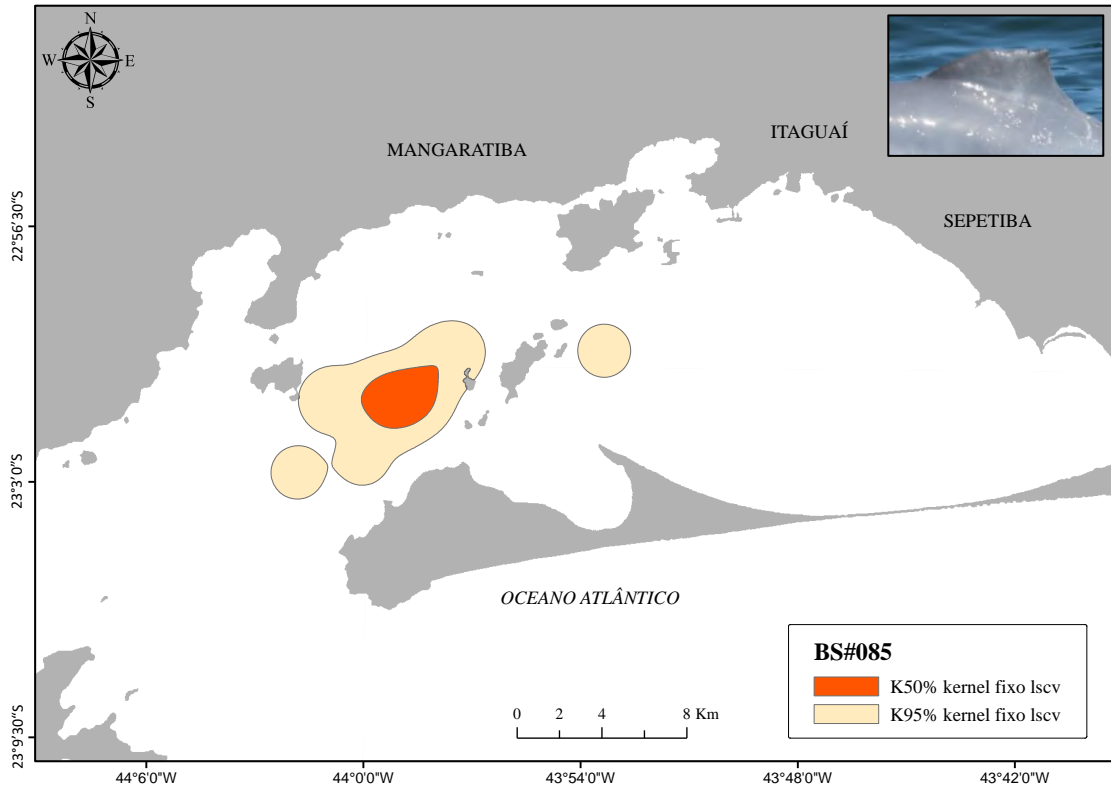 N
W E
S
MANGARATIBA
ITAGUAÍ
SEPETIBA
22°56'30"S
23°3'0"S
23°9'30"S
OCEANO ATLÂNTICO
BS#085
K50% kernel fixo lscv
K95% kernel fixo lscv
0 2 4 8 Km
44°6'0"W 44°0'0"W 43°54'0"W 43°48'0"W 43°42'0"W